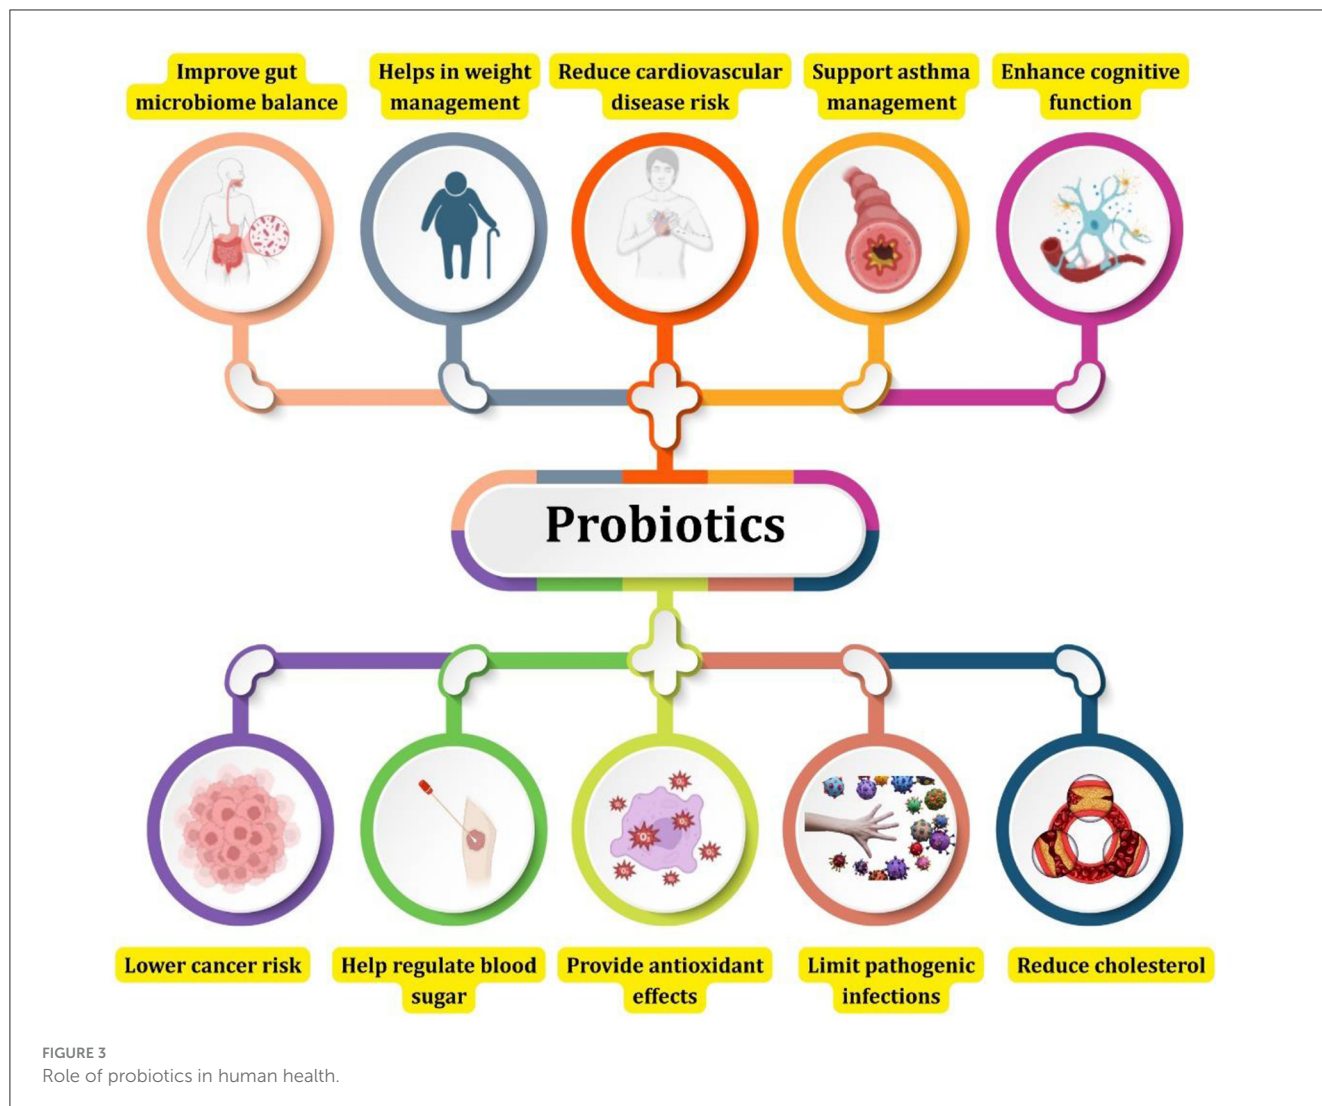 Improve gut
microbiome balance
Helps in weight
management
Reduce cardiovascular
disease risk
Support asthma
management
Enhance cognitive
function
Probiotics
Lower cancer risk
Help regulate blood
sugar
Provide antioxidant
effects
Limit pathogenic
infections
Reduce cholesterol
FIGURE 3
Role of probiotics in human health.